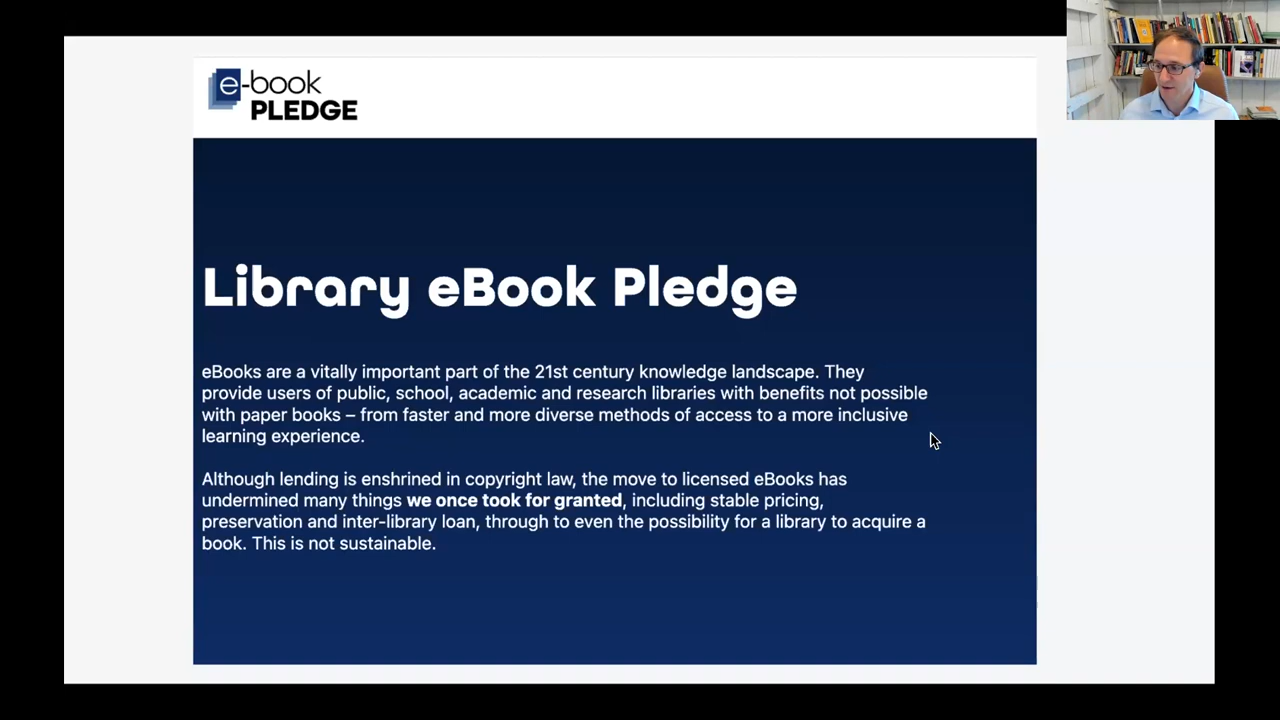 e-book
PLEDGE
Library eBook Pledge
eBooks are a vitally important part of the 21st century knowledge landscape. They
provide users of public, school, academic and research libraries with benefits not possible
with paper books – from faster and more diverse methods of access to a more inclusive
learning experience.
Although lending is enshrined in copyright law, the move to licensed eBooks has
undermined many things we once took for granted, including stable pricing,
preservation and inter-library loan, through to even the possibility for a library to acquire a
book. This is not sustainable.